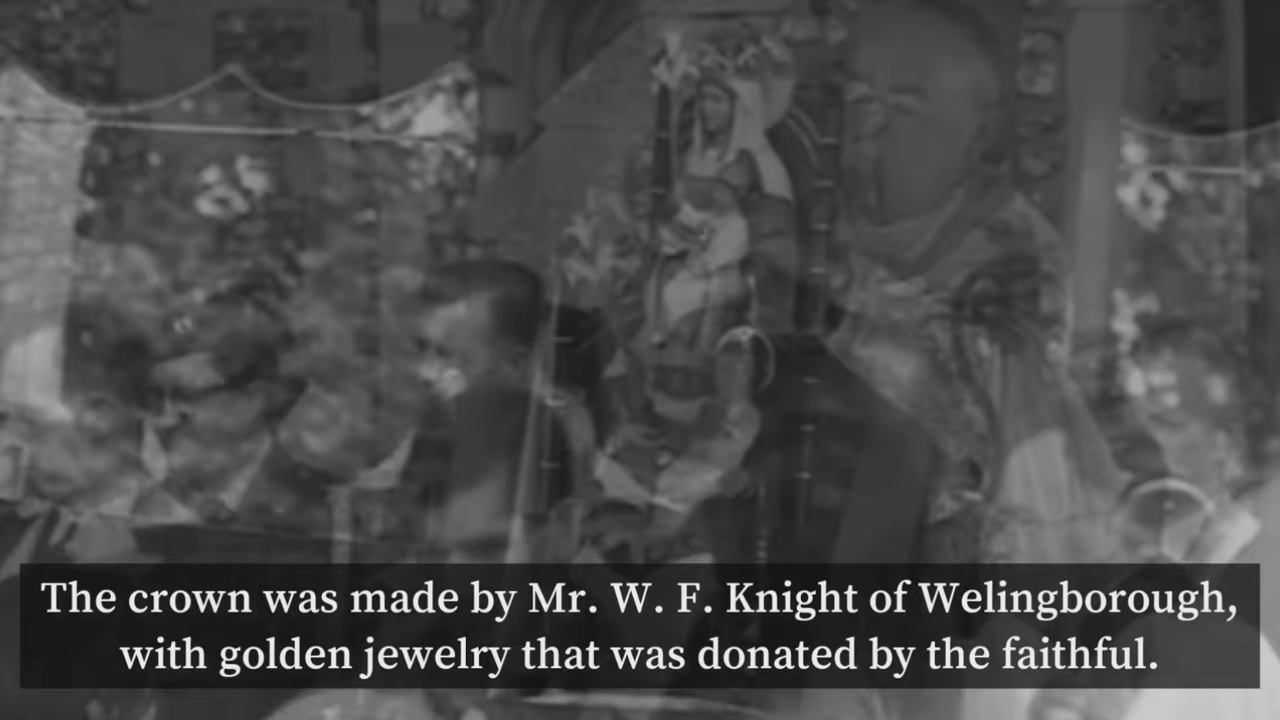 The crown was made by Mr. W. F. Knight of Welingborough,
with golden jewelry that was donated by the faithful.